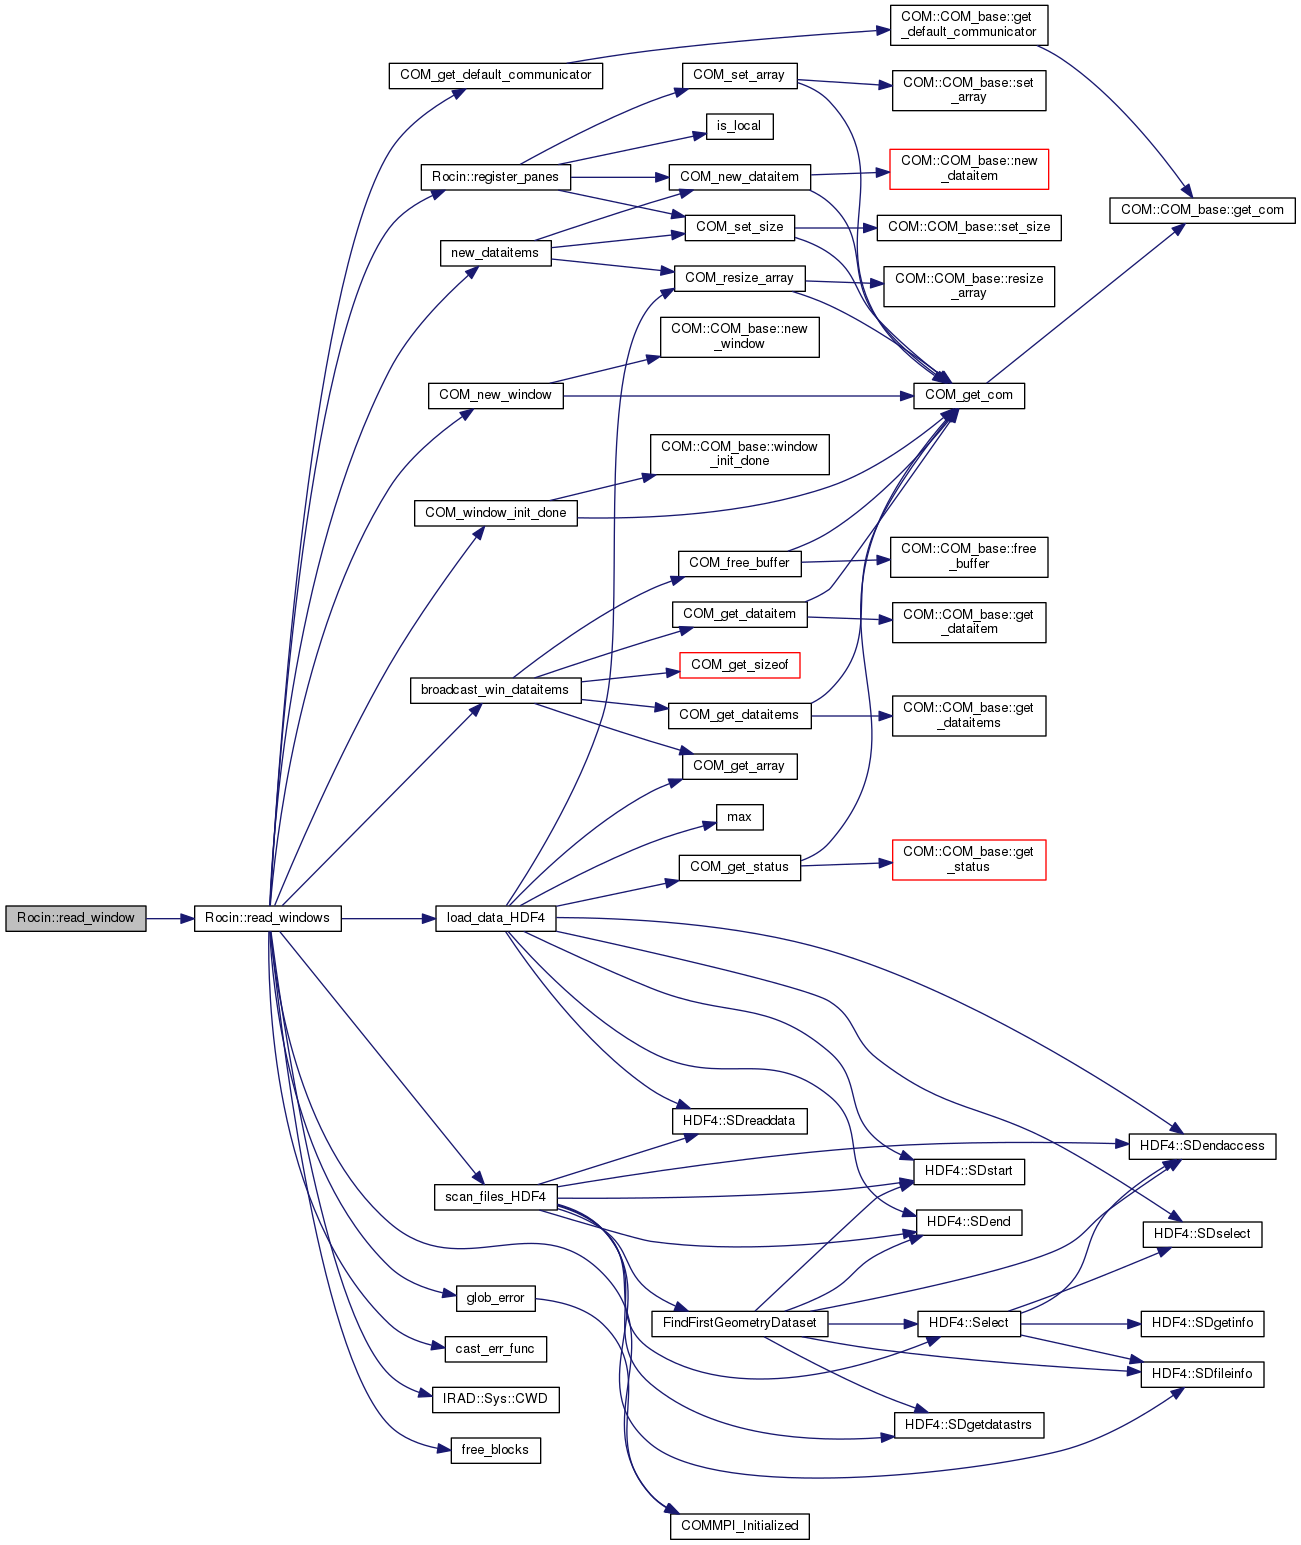 COM::COM_base::get
_default_communicator
COM_get_default_communicator
COM_set_array
COM::COM_base::set
_array
is_local
Rocin::register_panes
COM_new_dataitem
COM::COM_base::new
_dataitem
COM::COM_base::get_com
COM_set_size
COM::COM_base::set_size
new_dataitems
COM_resize_array
COM::COM_base::resize
_array
COM::COM_base::new
_window
COM_new_window
COM_get_com
COM::COM_base::window
_init_done
COM_window_init_done
COM_free_buffer
COM::COM_base::free
_buffer
COM_get_dataitem
COM::COM_base::get
_dataitem
COM_get_sizeof
broadcast_win_dataitems
COM_get_dataitems
COM::COM_base::get
_dataitems
COM_get_array
max
COM_get_status
COM::COM_base::get
_status
Rocin::read_window
Rocin::read_windows
load_data_HDF4
HDF4::SDreaddata
HDF4::SDendaccess
HDF4::SDstart
scan_files_HDF4
HDF4::SDend
HDF4::SDselect
glob_error
FindFirstGeometryDataset
HDF4::Select
HDF4::SDgetinfo
cast_err_func
HDF4::SDfileinfo
IRAD::Sys::CWD
HDF4::SDgetdatastrs
free_blocks
COMMPI_Initialized